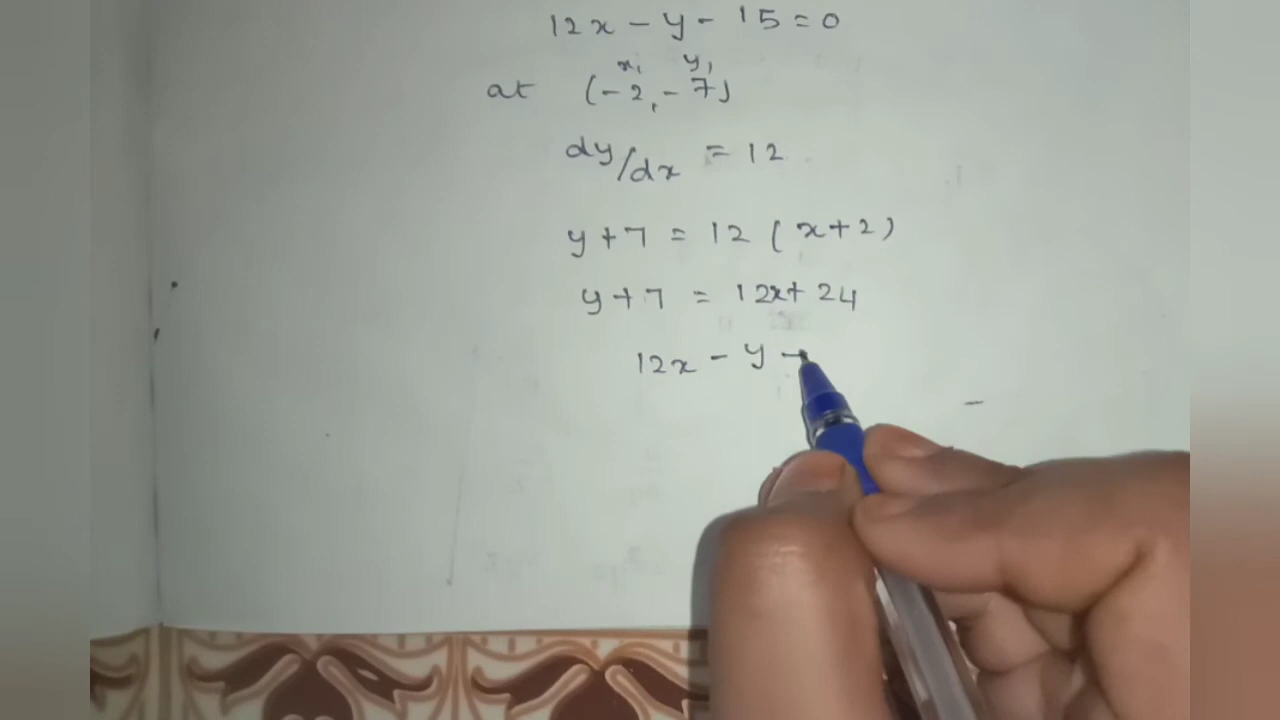 12x - y - 15 = 0
x₁ y₁
at (-2, -7)
dy/dx = 12
y + 7 = 12 (x + 2)
y + 7 = 12x + 24
12x - y -